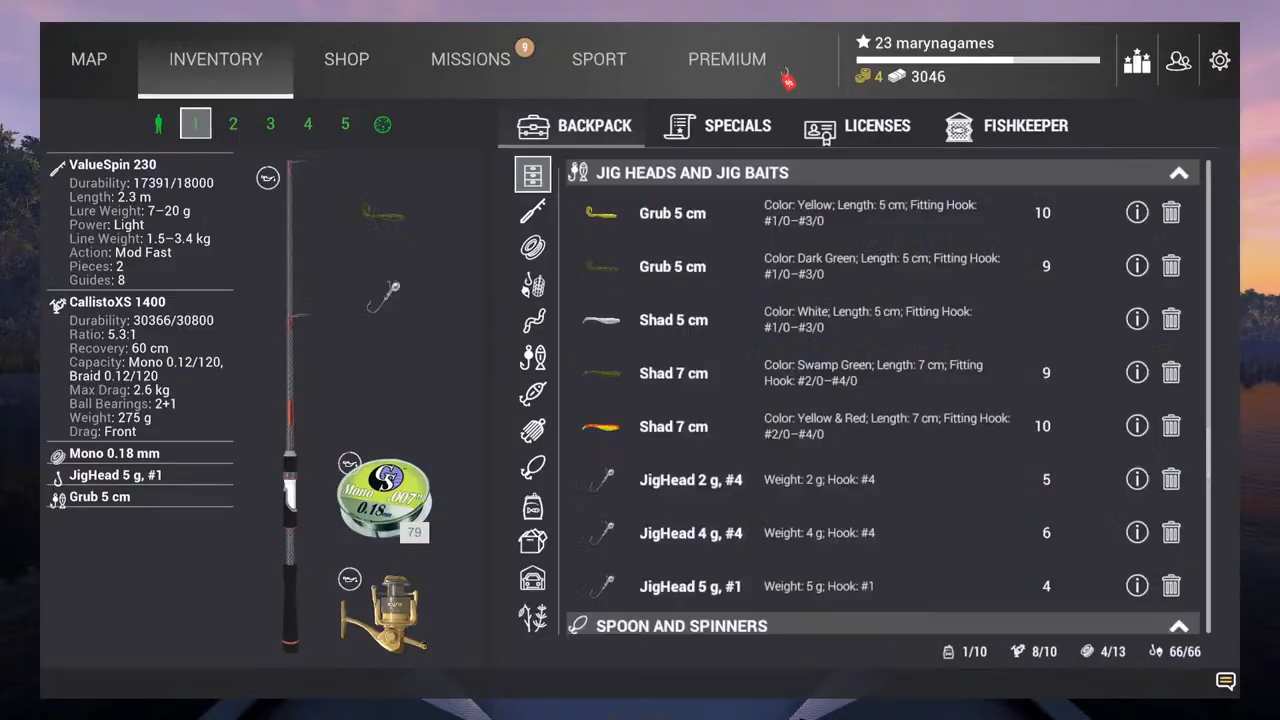 MAP
INVENTORY
SHOP
MISSIONS
9
SPORT
PREMIUM
23 marynagames
4 3046
1 2 3 4 5
BACKPACK
SPECIALS
LICENSES
FISHKEEPER
ValueSpin 230
Durability: 17391/18000
Length: 2.3 m
Lure Weight: 7–20 g
Power: Light
Line Weight: 1.5–3.4 kg
Action: Mod Fast
Pieces: 2
Guides: 8
CallistoXS 1400
Durability: 30366/30800
Ratio: 5.3:1
Recovery: 60 cm
Capacity: Mono 0.12/120,
Braid 0.12/120
Max Drag: 2.6 kg
Ball Bearings: 2+1
Weight: 275 g
Drag: Front
Mono 0.18 mm
JigHead 5 g, #1
Grub 5 cm
Mono .007"
0.18mm
79
JIG HEADS AND JIG BAITS
Grub 5 cm
Color: Yellow; Length: 5 cm; Fitting Hook:
#1/0–#3/0
10
Grub 5 cm
Color: Dark Green; Length: 5 cm; Fitting Hook:
#1/0–#3/0
9
Shad 5 cm
Color: White; Length: 5 cm; Fitting Hook:
#1/0–#3/0
Shad 7 cm
Color: Swamp Green; Length: 7 cm; Fitting
Hook: #2/0–#4/0
9
Shad 7 cm
Color: Yellow & Red; Length: 7 cm; Fitting Hook:
#2/0–#4/0
10
JigHead 2 g, #4
Weight: 2 g; Hook: #4
5
JigHead 4 g, #4
Weight: 4 g; Hook: #4
6
JigHead 5 g, #1
Weight: 5 g; Hook: #1
4
SPOON AND SPINNERS
1/10
8/10
4/13
66/66